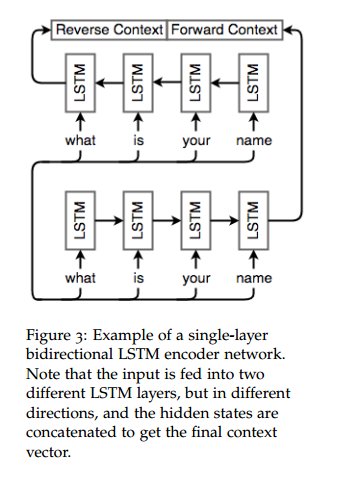 Reverse Context Forward Context
LSTM LSTM LSTM LSTM
what is your name
LSTM LSTM LSTM LSTM
what is your name
Figure 3: Example of a single-layer
bidirectional LSTM encoder network.
Note that the input is fed into two
different LSTM layers, but in different
directions, and the hidden states are
concatenated to get the final context
vector.